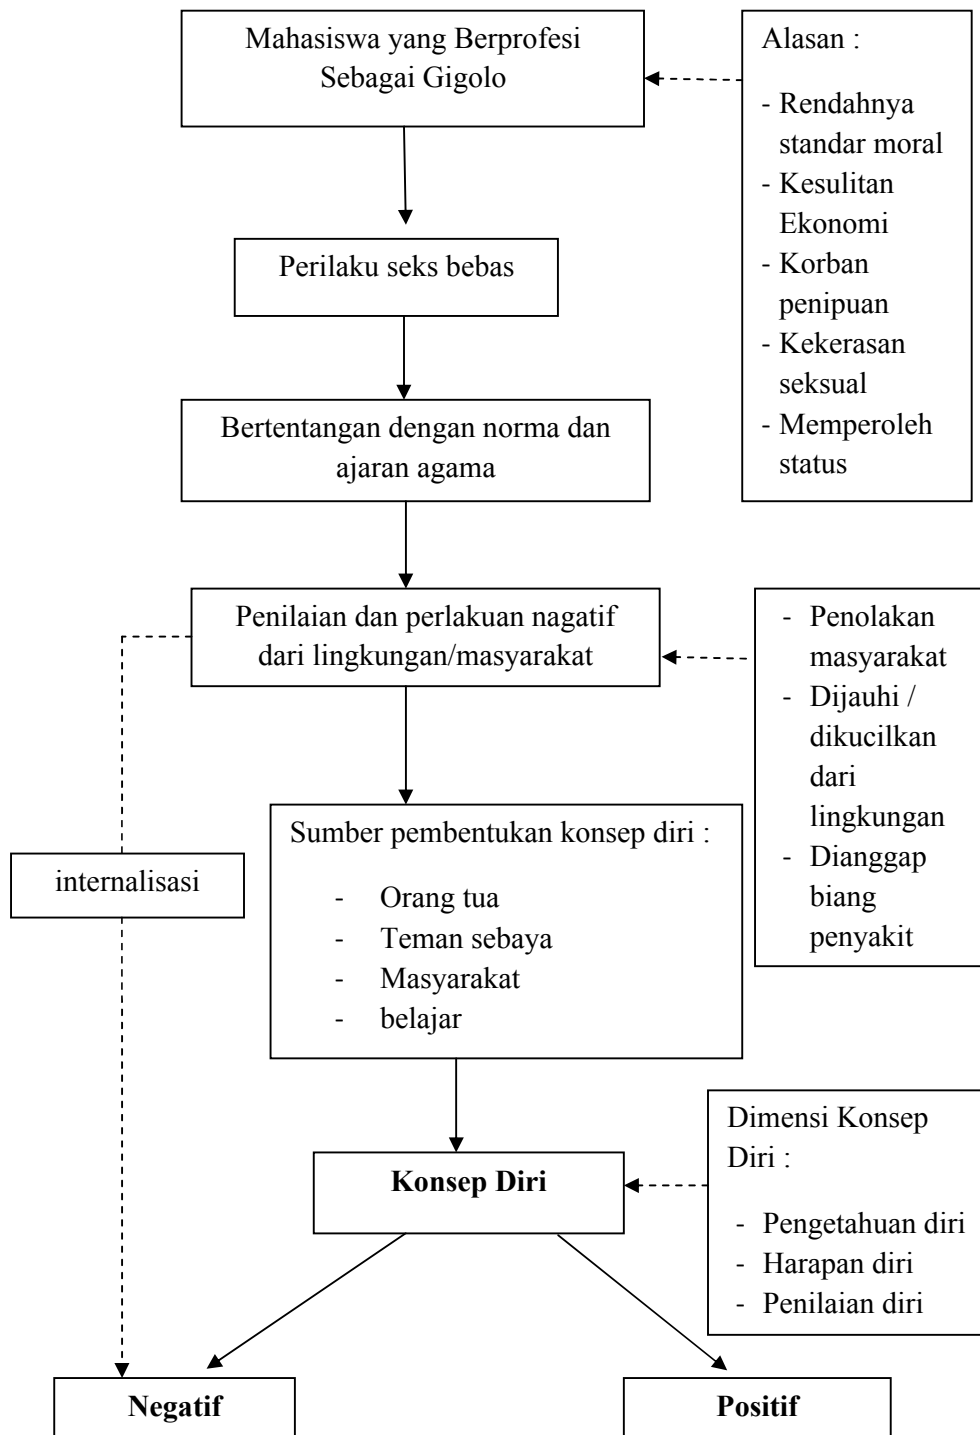 Mahasiswa yang Berprofesi
Sebagai Gigolo
Alasan :
- Rendahnya
standar moral
- Kesulitan
Ekonomi
- Korban
penipuan
- Kekerasan
seksual
- Memperoleh
status
Perilaku seks bebas
Bertentangan dengan norma dan
ajaran agama
Penilaian dan perlakuan nagatif
dari lingkungan/masyarakat
- Penolakan
masyarakat
- Dijauhi /
dikucilkan
dari
lingkungan
- Dianggap
biang
penyakit
internalisasi
Sumber pembentukan konsep diri :
- Orang tua
- Teman sebaya
- Masyarakat
- belajar
Konsep Diri
Dimensi Konsep
Diri :
- Pengetahuan diri
- Harapan diri
- Penilaian diri
Negatif
Positif